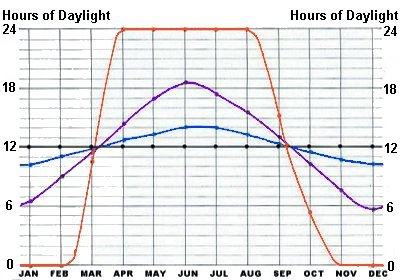 Hours of Daylight Hours of Daylight
24 24
18 18
12 12
6 6
0 0
JAN FEB MAR APR MAY JUN JUL AUG SEP OCT NOV DEC